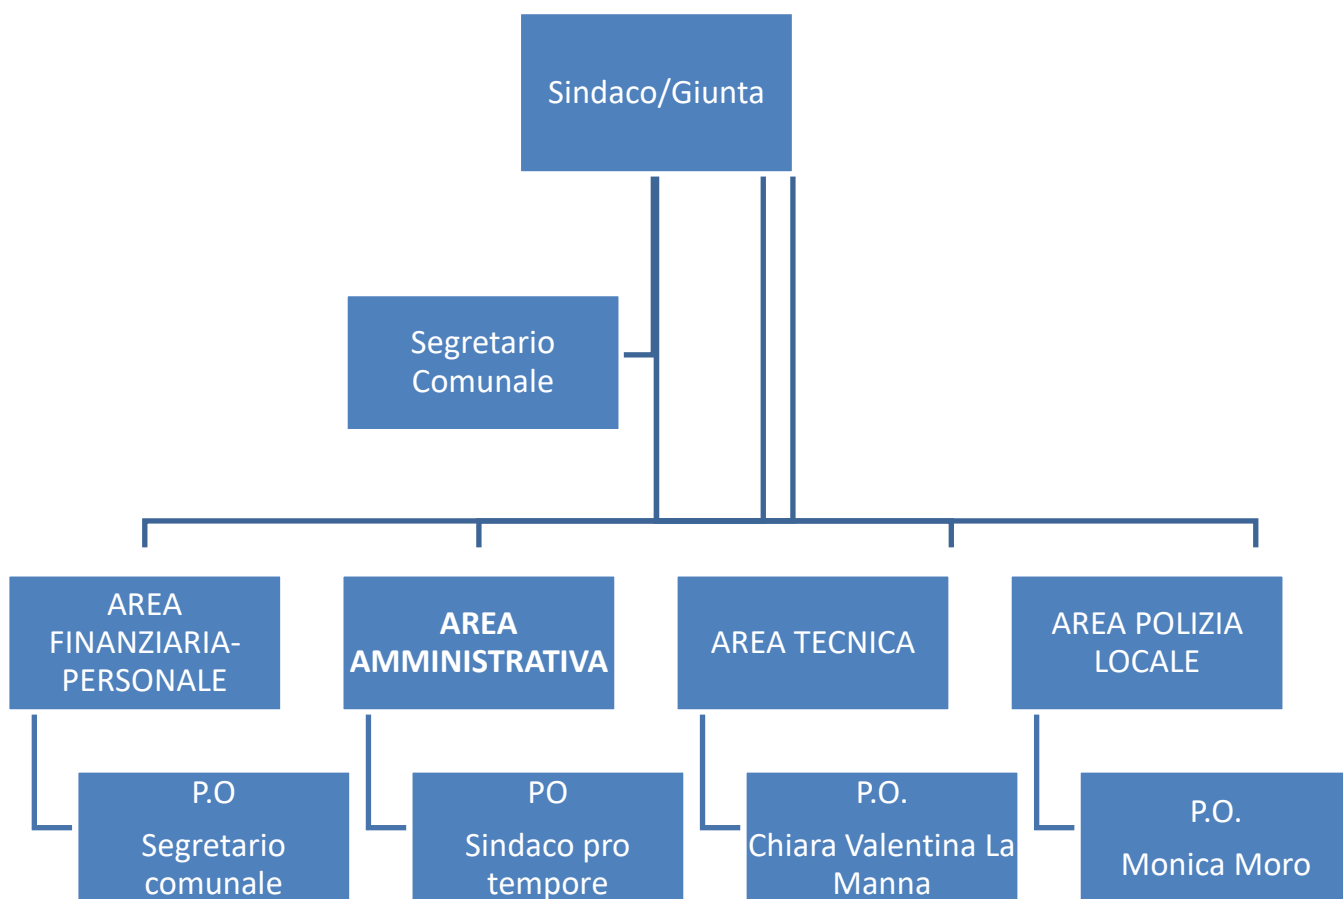 Sindaco/Giunta
Segretario
Comunale
AREA
FINANZIARIA-
PERSONALE
AREA
AMMINISTRATIVA
AREA TECNICA
AREA POLIZIA
LOCALE
P.O
Segretario
comunale
PO
Sindaco pro
tempore
P.O.
Chiara Valentina La
Manna
P.O.
Monica Moro